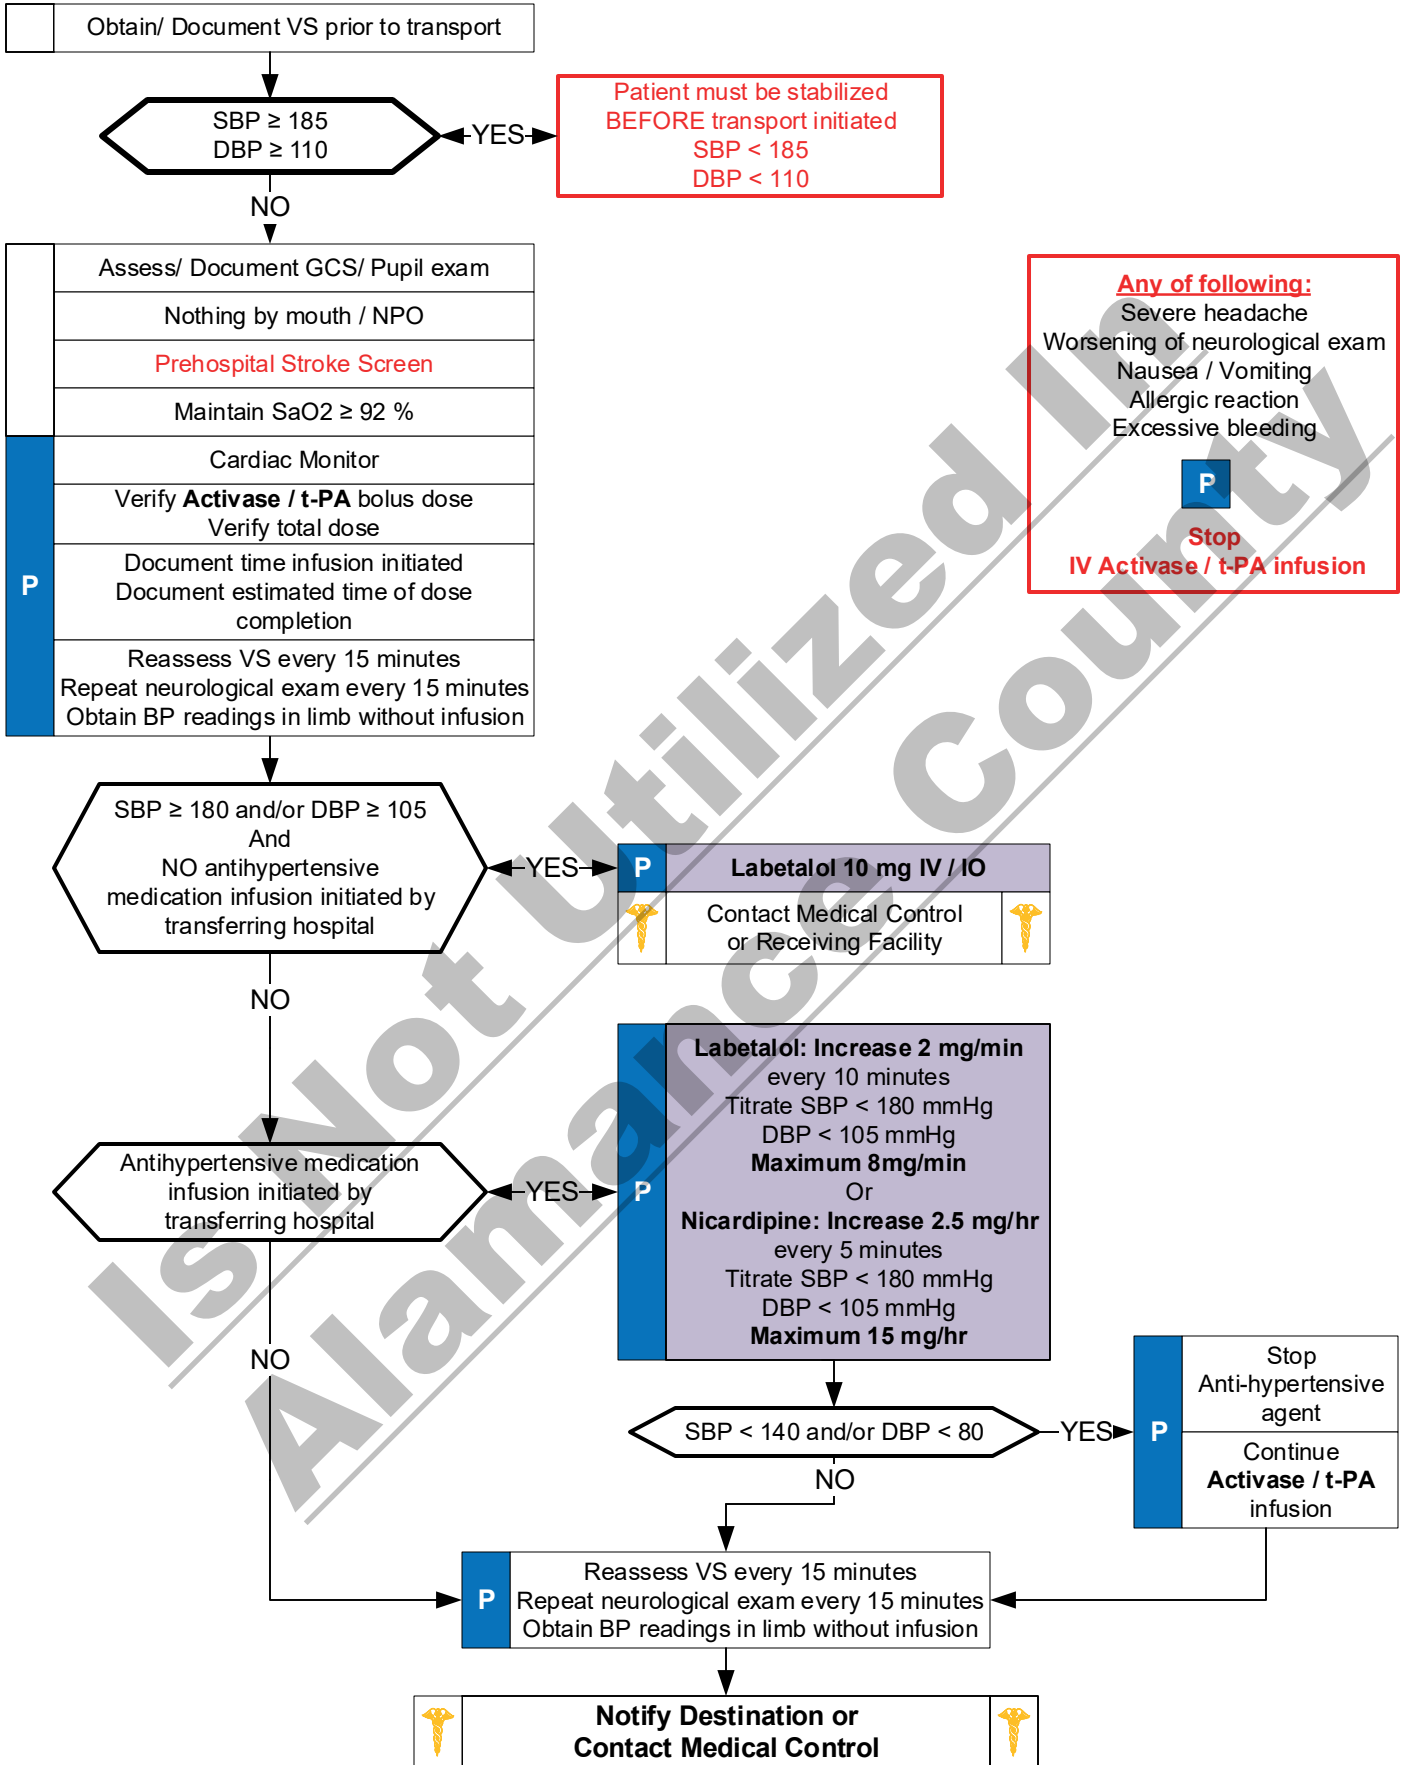 Obtain/ Document VS prior to transport
SBP ≥ 185
DBP ≥ 110
YES
Patient must be stabilized
BEFORE transport initiated
SBP < 185
DBP < 110
NO
Assess/ Document GCS/ Pupil exam
Nothing by mouth / NPO
Prehospital Stroke Screen
Maintain SaO2 ≥ 92 %
P
Cardiac Monitor
Verify Activase / t-PA bolus dose
Verify total dose
Document time infusion initiated
Document estimated time of dose
completion
Reassess VS every 15 minutes
Repeat neurological exam every 15 minutes
Obtain BP readings in limb without infusion
Any of following:
Severe headache
Worsening of neurological exam
Nausea / Vomiting
Allergic reaction
Excessive bleeding
P
Stop
IV Activase / t-PA infusion
SBP ≥ 180 and/or DBP ≥ 105
And
NO antihypertensive
medication infusion initiated by
transferring hospital
YES
P
Labetalol 10 mg IV / IO
Contact Medical Control
or Receiving Facility
NO
Antihypertensive medication
infusion initiated by
transferring hospital
YES
P
Labetalol: Increase 2 mg/min
every 10 minutes
Titrate SBP < 180 mmHg
DBP < 105 mmHg
Maximum 8mg/min
Or
Nicardipine: Increase 2.5 mg/hr
every 5 minutes
Titrate SBP < 180 mmHg
DBP < 105 mmHg
Maximum 15 mg/hr
NO
SBP < 140 and/or DBP < 80
YES
P
Stop
Anti-hypertensive
agent
Continue
Activase / t-PA
infusion
NO
P
Reassess VS every 15 minutes
Repeat neurological exam every 15 minutes
Obtain BP readings in limb without infusion
Notify Destination or
Contact Medical Control
Is Not Utilized In
Alamance County